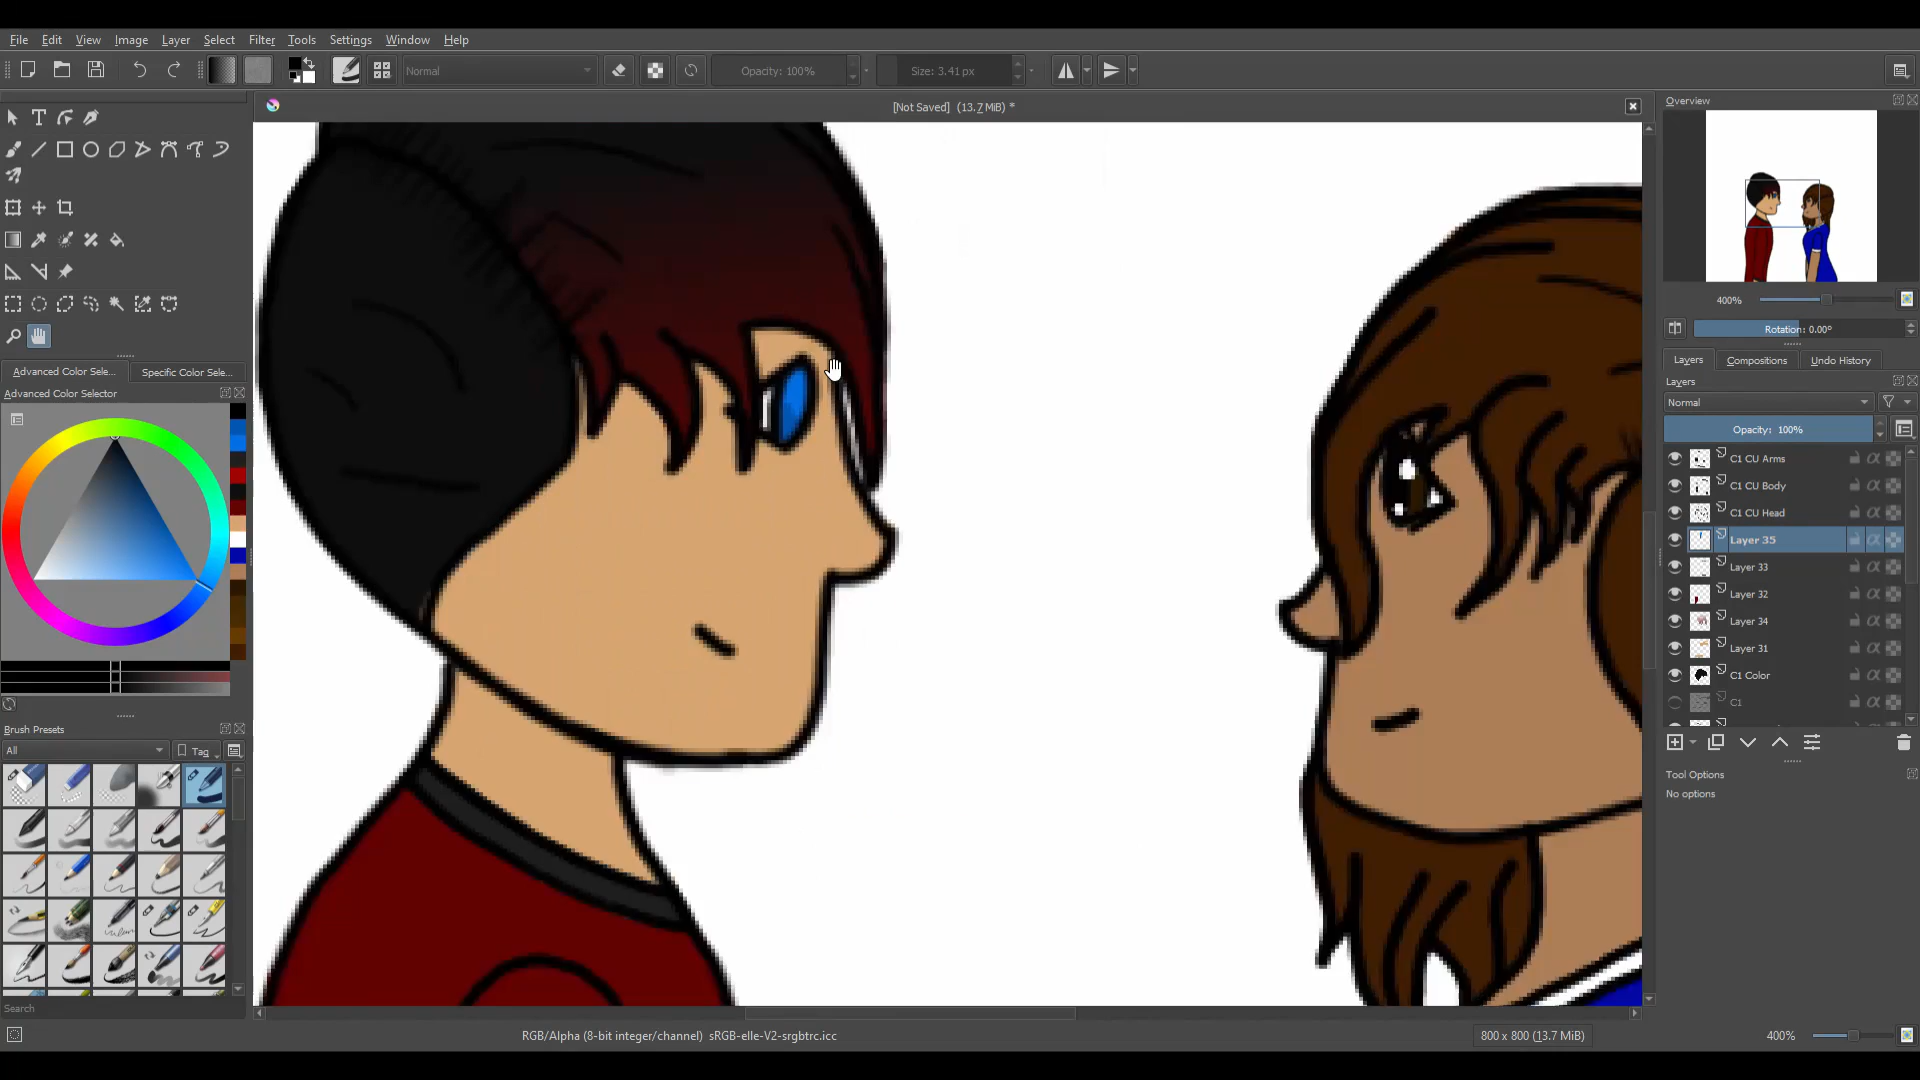 File Edit View Image Layer Select Filter Tools Settings Window Help
Normal Opacity: 100% Size: 3.41 px
[Not Saved] (13.7 MiB) *
Overview
400%
Rotation: 0.00°
Advanced Color Sele... Specific Color Sele...
Advanced Color Selector
Layers Compositions Undo History
Layers
Normal
Opacity: 100%
C1 CU Arms
C1 CU Body
C1 CU Head
Layer 35
Layer 33
Layer 32
Layer 34
Layer 31
C1 Color
C1
Brush Presets
All Tag
Tool Options
No options
Search
RGB/Alpha (8-bit integer/channel) sRGB-elle-V2-srgbtrc.icc
800 x 800 (13.7 MiB)
400%